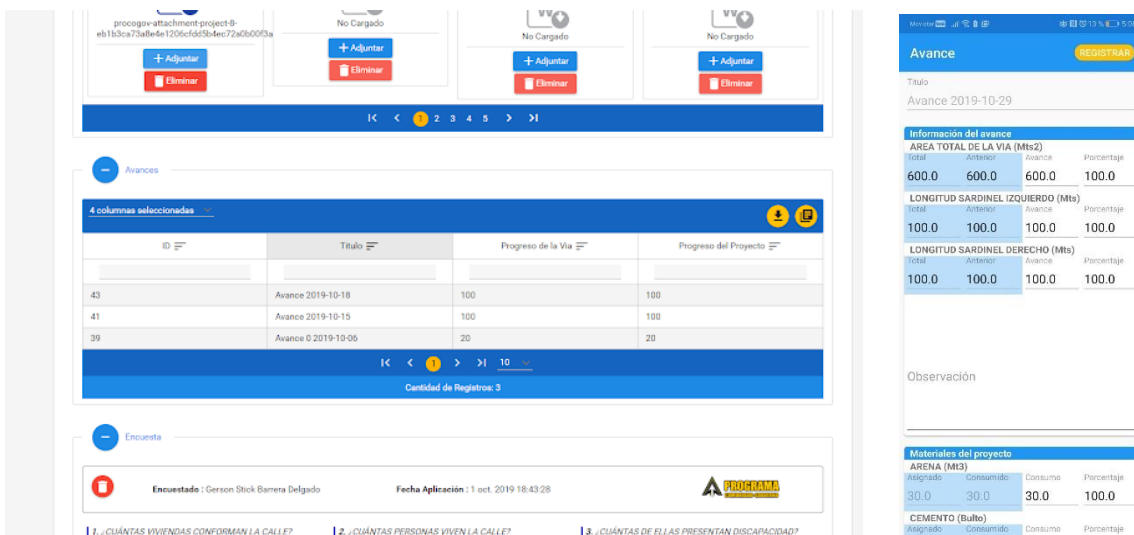 procogov-attachment-project-8-
eb1b3ca73a8e4e1206cfdd5b4ec72a0b00f3a
+ Adjuntar
Eliminar
No Cargado
+ Adjuntar
Eliminar
No Cargado
+ Adjuntar
Eliminar
No Cargado
+ Adjuntar
Eliminar
1 2 3 4 5
Avances
4 columnas seleccionadas
ID Titulo Progreso de la Via Progreso del Proyecto
43 Avance 2019-10-18 100 100
41 Avance 2019-10-15 100 100
39 Avance 0 2019-10-06 20 20
1 10
Cantidad de Registros: 3
Encuesta
Encuestado : Gerson Stick Barrera Delgado Fecha Aplicación : 1 oct. 2019 18:43:28
PROGRAMA
1. ¿CUÁNTAS VIVIENDAS CONFORMAN LA CALLE? 2. ¿CUÁNTAS PERSONAS VIVEN LA CALLE? 3. ¿CUÁNTAS DE ELLAS PRESENTAN DISCAPACIDAD?
Movistar 13 %
Avance REGISTRAR
Titulo
Avance 2019-10-29
Información del avance
AREA TOTAL DE LA VIA (Mts2)
Total Anterior Avance Porcentaje
600.0 600.0 600.0 100.0
LONGITUD SARDINEL IZQUIERDO (Mts)
Total Anterior Avance Porcentaje
100.0 100.0 100.0 100.0
LONGITUD SARDINEL DERECHO (Mts)
Total Anterior Avance Porcentaje
100.0 100.0 100.0 100.0
Observación
Materiales del proyecto
ARENA (Mt3)
Asignado Consumido Consumo Porcentaje
30.0 30.0 30.0 100.0
CEMENTO (Bulto)
Asignado Consumido Consumo Porcentaje